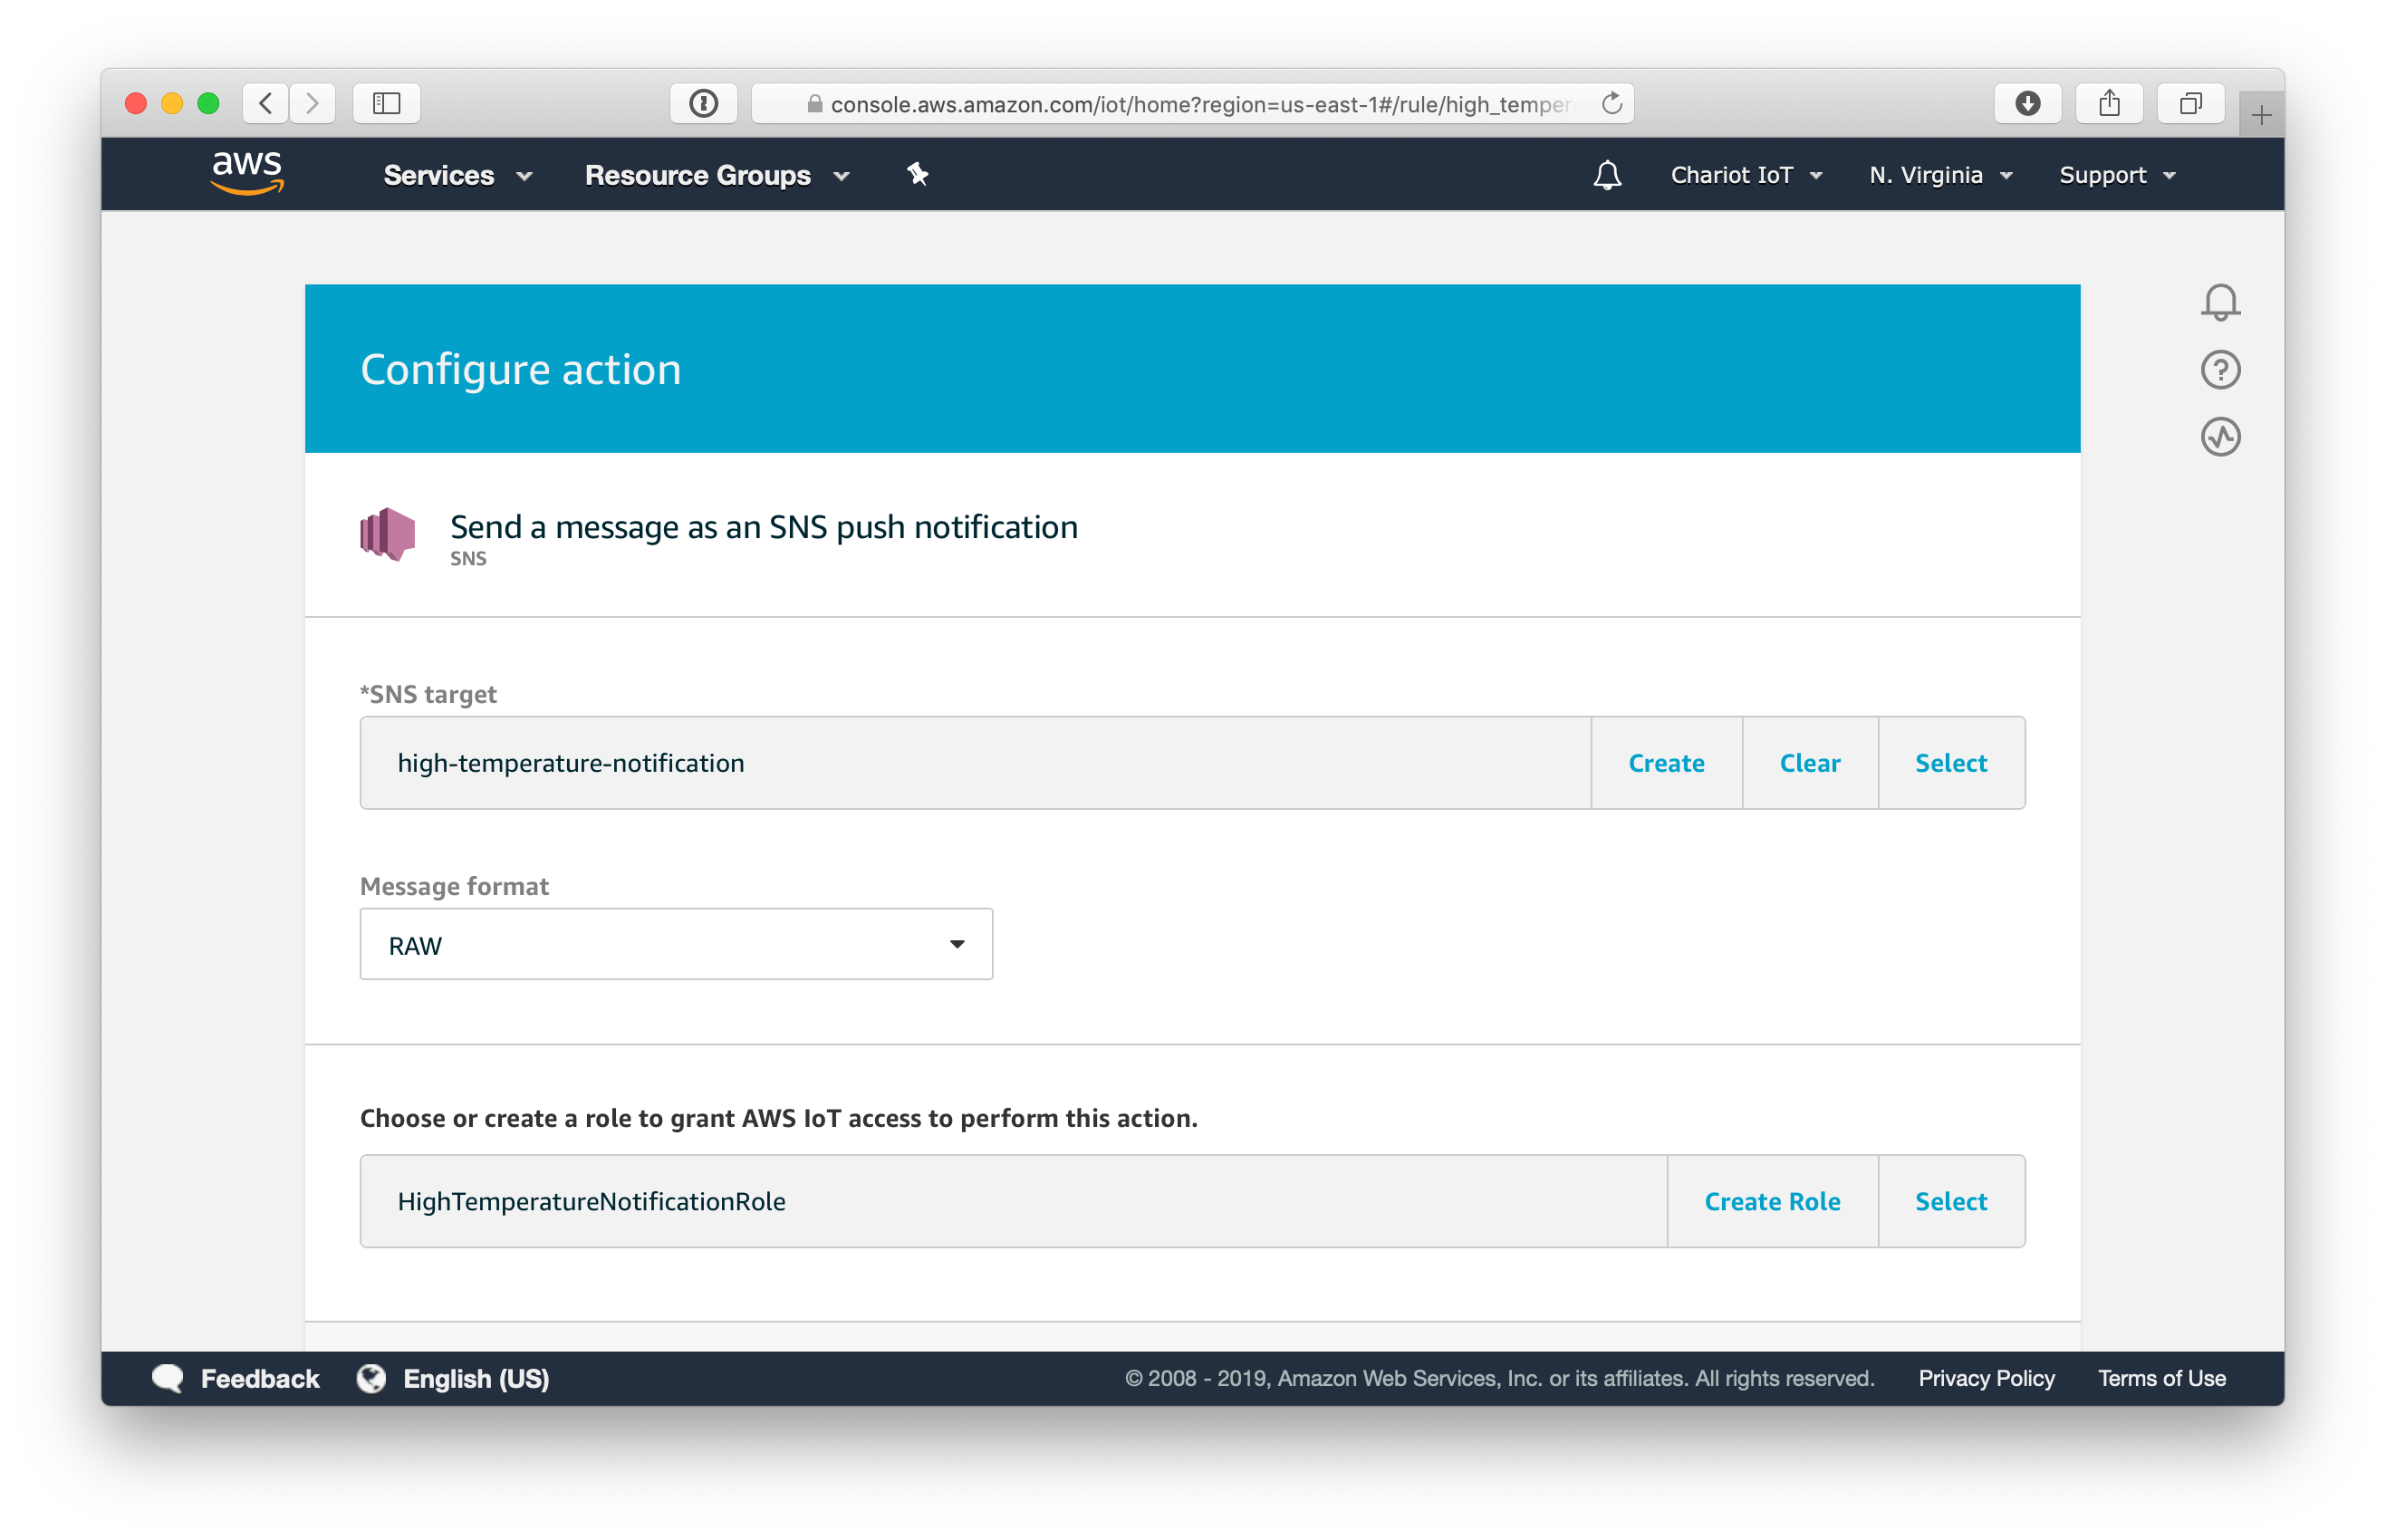 console.aws.amazon.com/iot/home?region=us-east-1#/rule/high_temper
aws Services Resource Groups Chariot IoT N. Virginia Support
Configure action
Send a message as an SNS push notification
SNS
*SNS target
high-temperature-notification Create Clear Select
Message format
RAW
Choose or create a role to grant AWS IoT access to perform this action.
HighTemperatureNotificationRole Create Role Select
Feedback English (US) © 2008 - 2019, Amazon Web Services, Inc. or its affiliates. All rights reserved. Privacy Policy Terms of Use